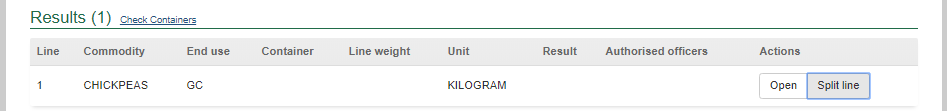 Results (1) Check Containers
Line Commodity End use Container Line weight Unit Result Authorised officers Actions
1 CHICKPEAS GC KILOGRAM Open Split line